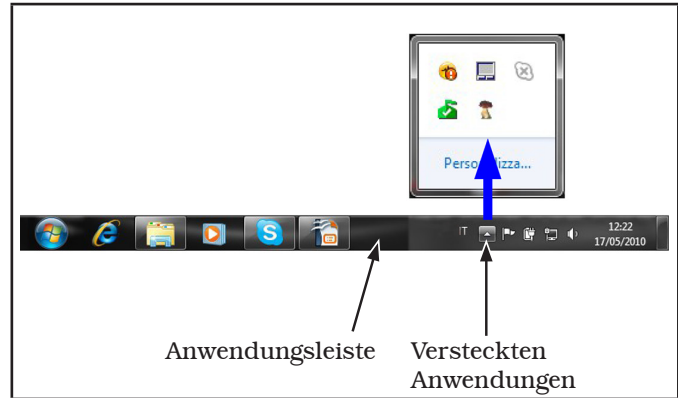 Personalizza...
IT
12:22
17/05/2010
Anwendungsleiste
Versteckten
Anwendungen